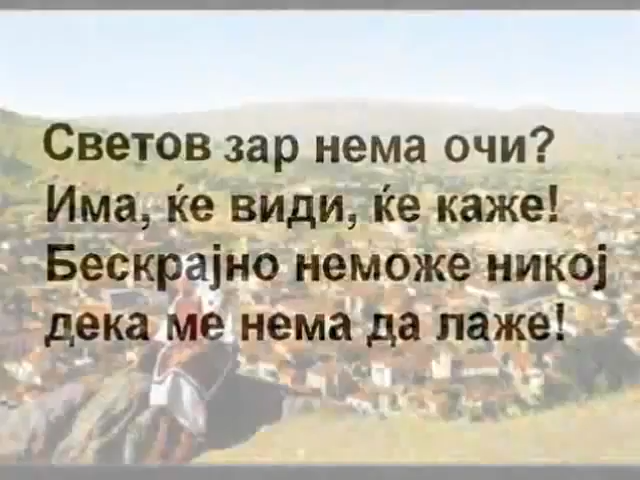 Светов зар нема очи?
Има, ќе види, ќе каже!
Бескрајно неможе никој
дека ме нема да лаже!